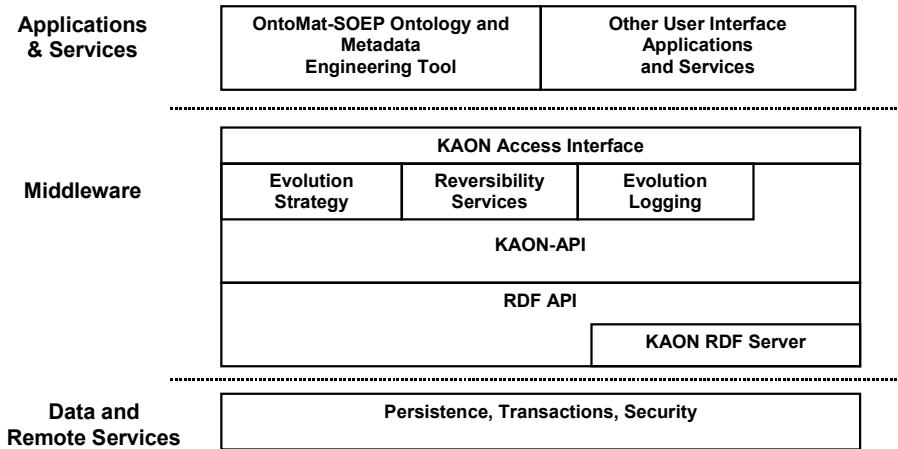 Applications
& Services
OntoMat-SOEP Ontology and
Metadata
Engineering Tool
Other User Interface
Applications
and Services
KAON Access Interface
Middleware
Evolution
Strategy
Reversibility
Services
Evolution
Logging
KAON-API
RDF API
KAON RDF Server
Data and
Remote Services
Persistence, Transactions, Security